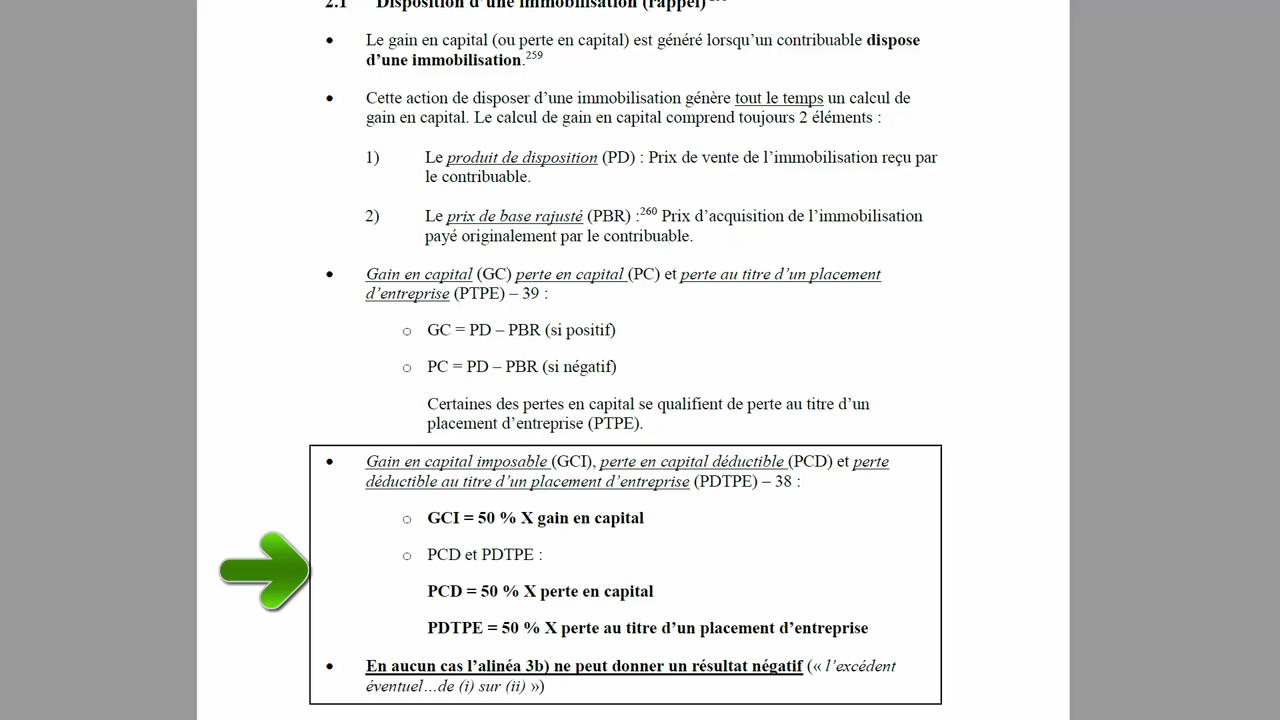 2.1 Disposition d'une immobilisation (rappel)
• Le gain en capital (ou perte en capital) est généré lorsqu'un contribuable dispose
d'une immobilisation.259
• Cette action de disposer d'une immobilisation génère tout le temps un calcul de
gain en capital. Le calcul de gain en capital comprend toujours 2 éléments :
1) Le produit de disposition (PD) : Prix de vente de l'immobilisation reçu par
le contribuable.
2) Le prix de base rajusté (PBR) :260 Prix d'acquisition de l'immobilisation
payé originalement par le contribuable.
• Gain en capital (GC) perte en capital (PC) et perte au titre d'un placement
d'entreprise (PTPE) – 39 :
o GC = PD – PBR (si positif)
o PC = PD – PBR (si négatif)
Certaines des pertes en capital se qualifient de perte au titre d'un
placement d'entreprise (PTPE).
• Gain en capital imposable (GCI), perte en capital déductible (PCD) et perte
déductible au titre d'un placement d'entreprise (PDTPE) – 38 :
o GCI = 50 % X gain en capital
o PCD et PDTPE :
PCD = 50 % X perte en capital
PDTPE = 50 % X perte au titre d'un placement d'entreprise
• En aucun cas l'alinéa 3b) ne peut donner un résultat négatif (« l'excédent
éventuel…de (i) sur (ii) »)